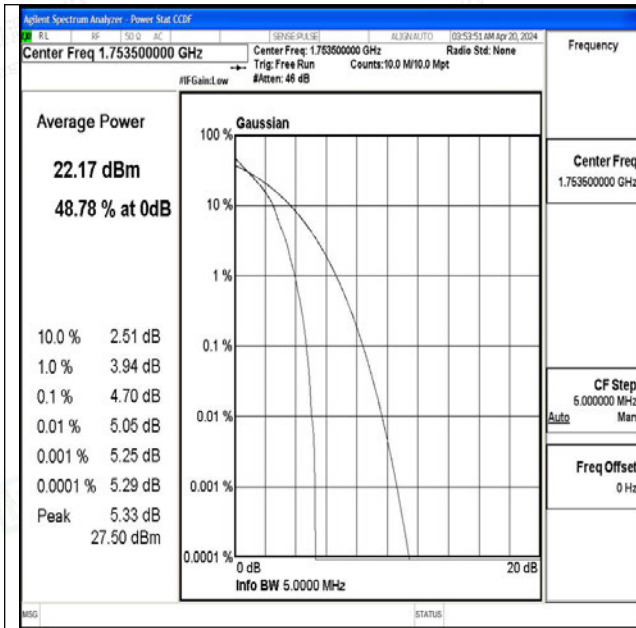 Agilent Spectrum Analyzer - Power Stat CCDF
RL RF 50 Ω AC SENSE:PULSE ALIGN AUTO 03:53:51 AM Apr 20, 2024
Center Freq 1.753500000 GHz
Center Freq: 1.753500000 GHz Radio Std: None
Trig: Free Run Counts:10.0 M/10.0 Mpt
#IFGain:Low #Atten: 46 dB
Frequency
Average Power
22.17 dBm
48.78 % at 0dB
10.0 % 2.51 dB
1.0 % 3.94 dB
0.1 % 4.70 dB
0.01 % 5.05 dB
0.001 % 5.25 dB
0.0001 % 5.29 dB
Peak 5.33 dB
27.50 dBm
Gaussian
100 %
10 %
1 %
0.1 %
0.01 %
0.001 %
0.0001 %
0 dB 20 dB
Info BW 5.0000 MHz
Center Freq
1.753500000 GHz
CF Step
5.000000 MHz
Auto Man
Freq Offset
0 Hz
MSG STATUS